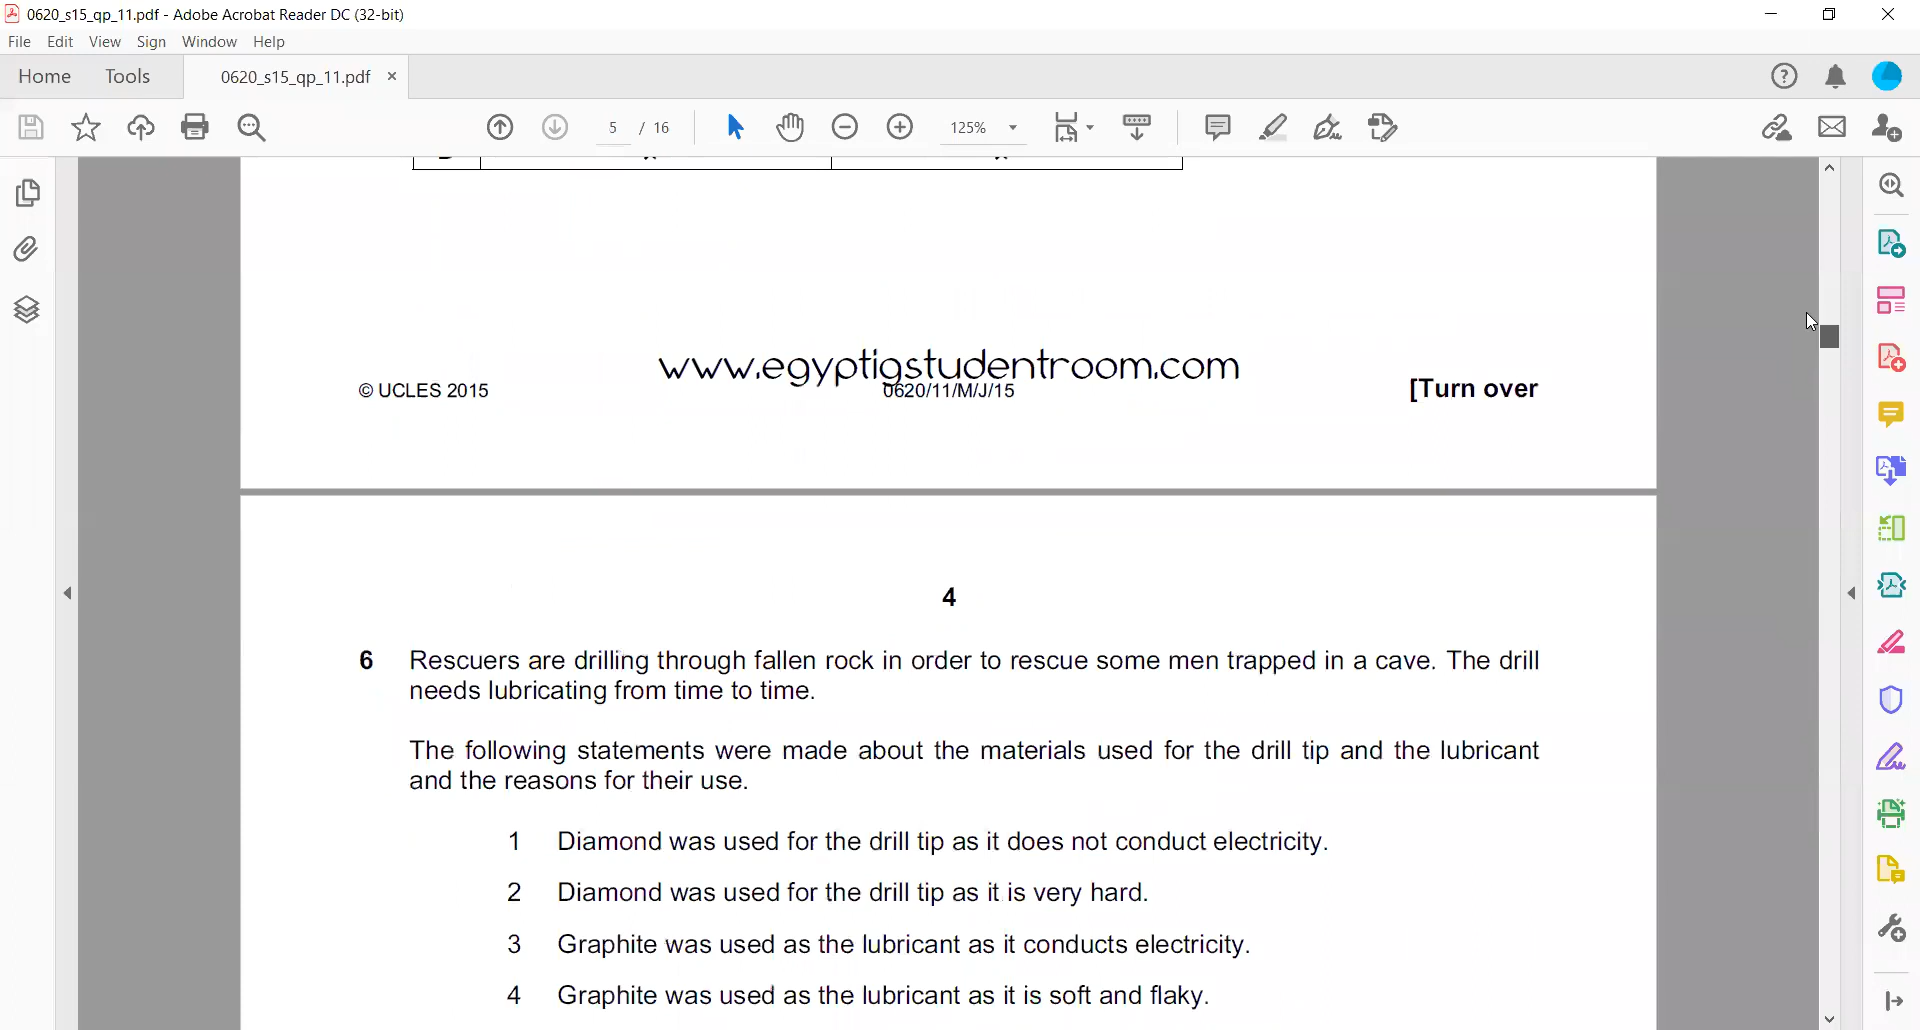 0620_s15_qp_11.pdf - Adobe Acrobat Reader DC (32-bit)
File Edit View Sign Window Help
Home Tools 0620_s15_qp_11.pdf ×
5 / 16 125%
www.egyptigstudentroom.com
© UCLES 2015 0620/11/M/J/15 [Turn over
4
6 Rescuers are drilling through fallen rock in order to rescue some men trapped in a cave. The drill
needs lubricating from time to time.
The following statements were made about the materials used for the drill tip and the lubricant
and the reasons for their use.
1 Diamond was used for the drill tip as it does not conduct electricity.
2 Diamond was used for the drill tip as it is very hard.
3 Graphite was used as the lubricant as it conducts electricity.
4 Graphite was used as the lubricant as it is soft and flaky.